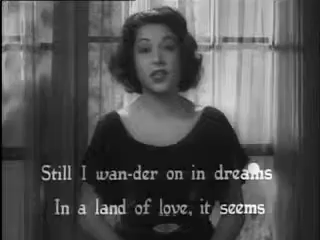 Still I wan-der on in dreams
In a land of love, it seems